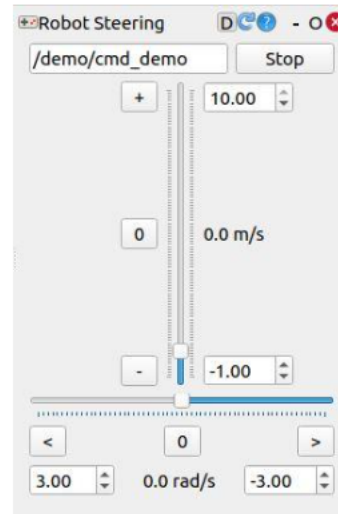 Robot Steering D ? - O
/demo/cmd_demo Stop
+ 10.00
0 0.0 m/s
- -1.00
< 0 >
3.00 0.0 rad/s -3.00